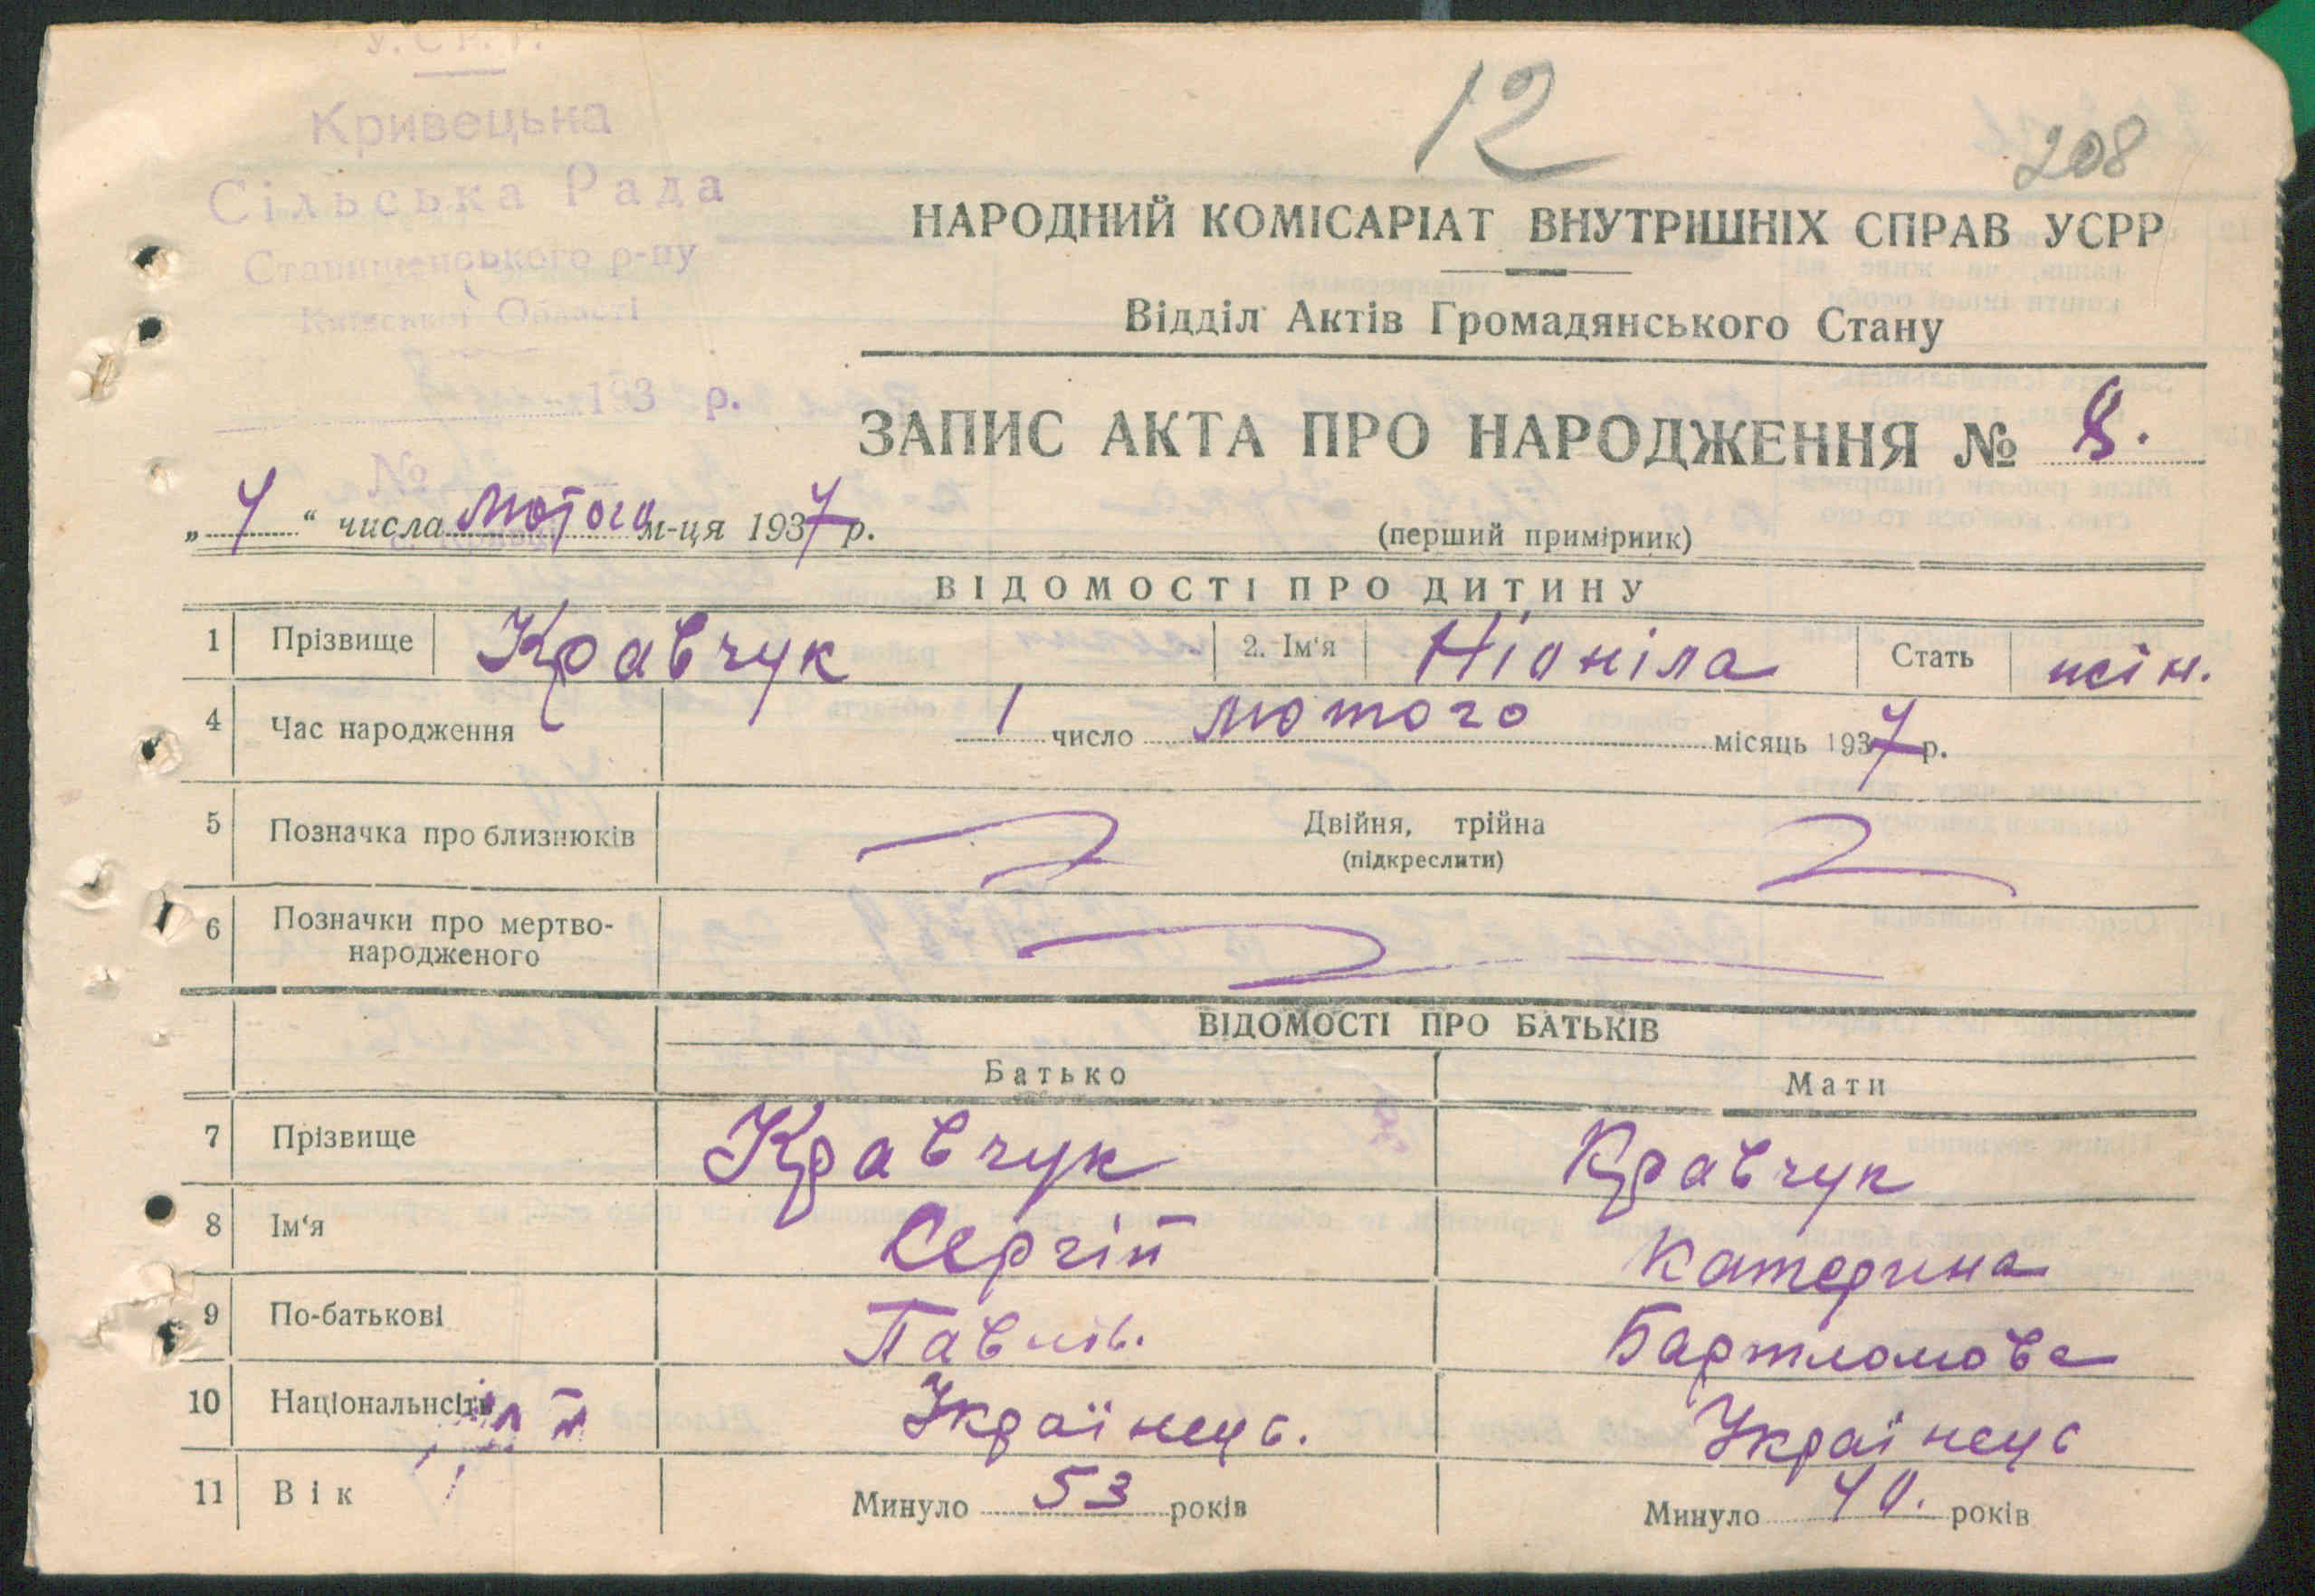 У.С.Р.Р.
Кривецька
Сільська Рада
Ставищенського р-ну
Київської Області
193 р.
№
12
208
НАРОДНИЙ КОМІСАРІАТ ВНУТРІШНІХ СПРАВ УСРР
Відділ Актів Громадянського Стану
ЗАПИС АКТА ПРО НАРОДЖЕННЯ № 8.
„4“ числа лютого м-ця 1937 р.
(перший примірник)
ВІДОМОСТІ ПРО ДИТИНУ
1 Прізвище Кравчук 2. Ім‘я Ніоніла Стать жін.
4 Час народження 1 число лютого місяць 1937 р.
5 Позначка про близнюків Двійня, трійна
(підкреслити)
6 Позначки про мертво-
народженого
ВІДОМОСТІ ПРО БАТЬКІВ
Батько Мати
7 Прізвище Кравчук Кравчук
8 Ім‘я Сергій Катерина
9 По-батькові Павлів. Бартломова
10 Національнсіть Українець. Українець
11 Вік Минуло 53 років Минуло 40. років